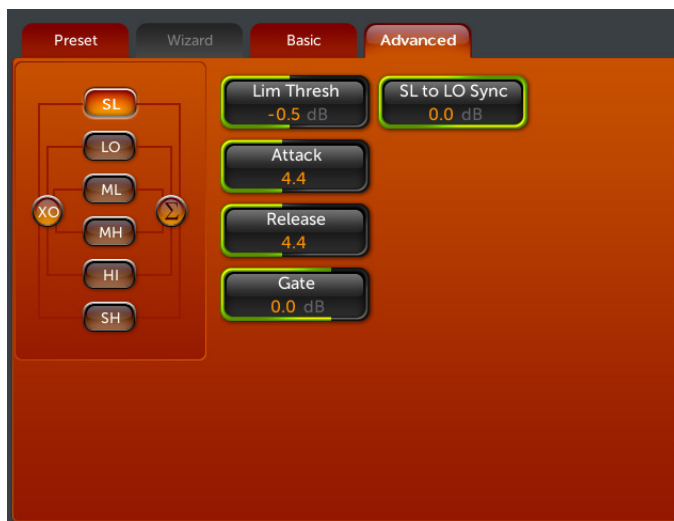 Preset Wizard Basic Advanced
SL
LO
ML
XO Σ
MH
HI
SH
Lim Thresh SL to LO Sync
-0.5 dB 0.0 dB
Attack
4.4
Release
4.4
Gate
0.0 dB